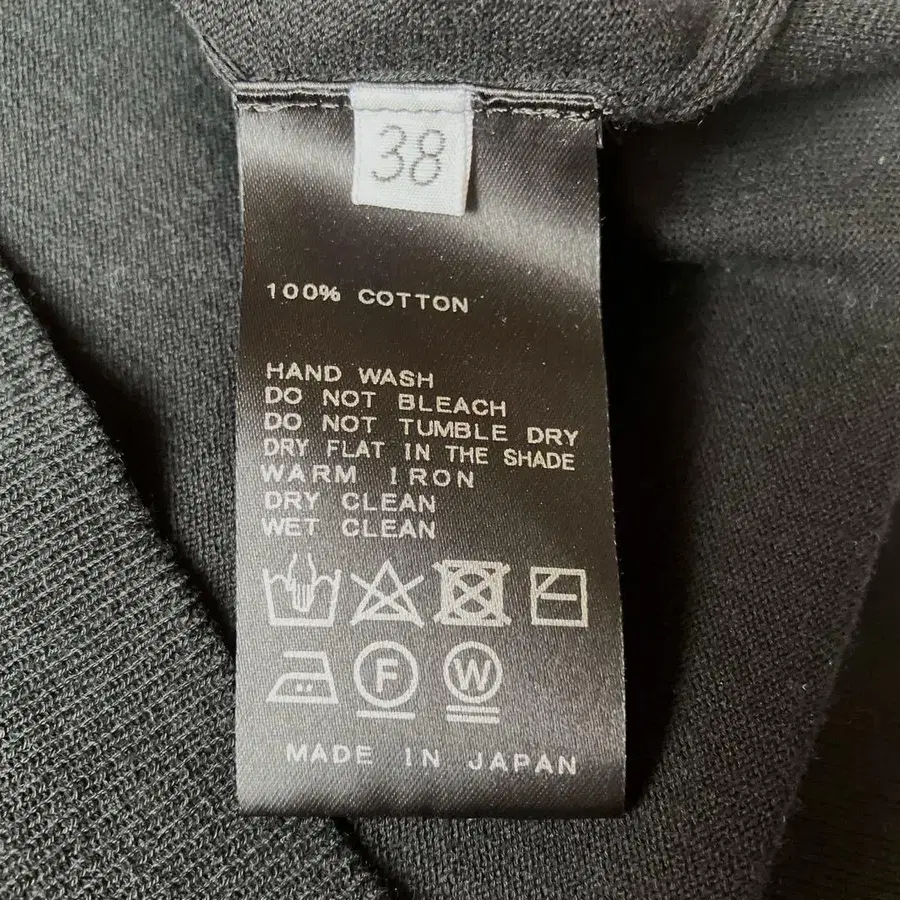 38
100% COTTON
HAND WASH
DO NOT BLEACH
DO NOT TUMBLE DRY
DRY FLAT IN THE SHADE
WARM IRON
DRY CLEAN
WET CLEAN
F W
MADE IN JAPAN